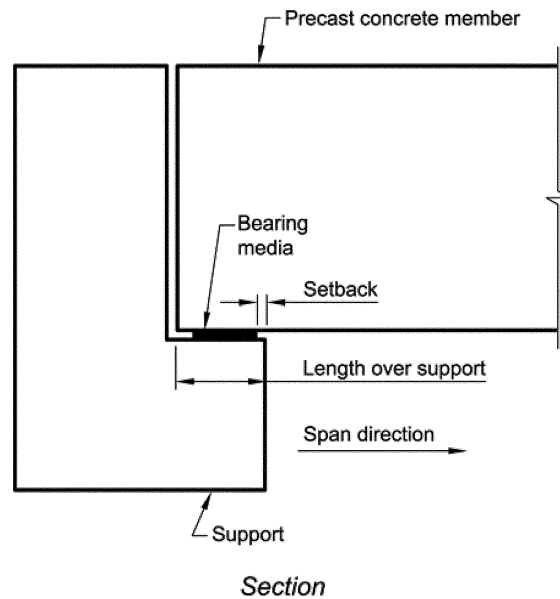 Precast concrete member
Bearing
media
Setback
Length over support
Span direction
Support
Section